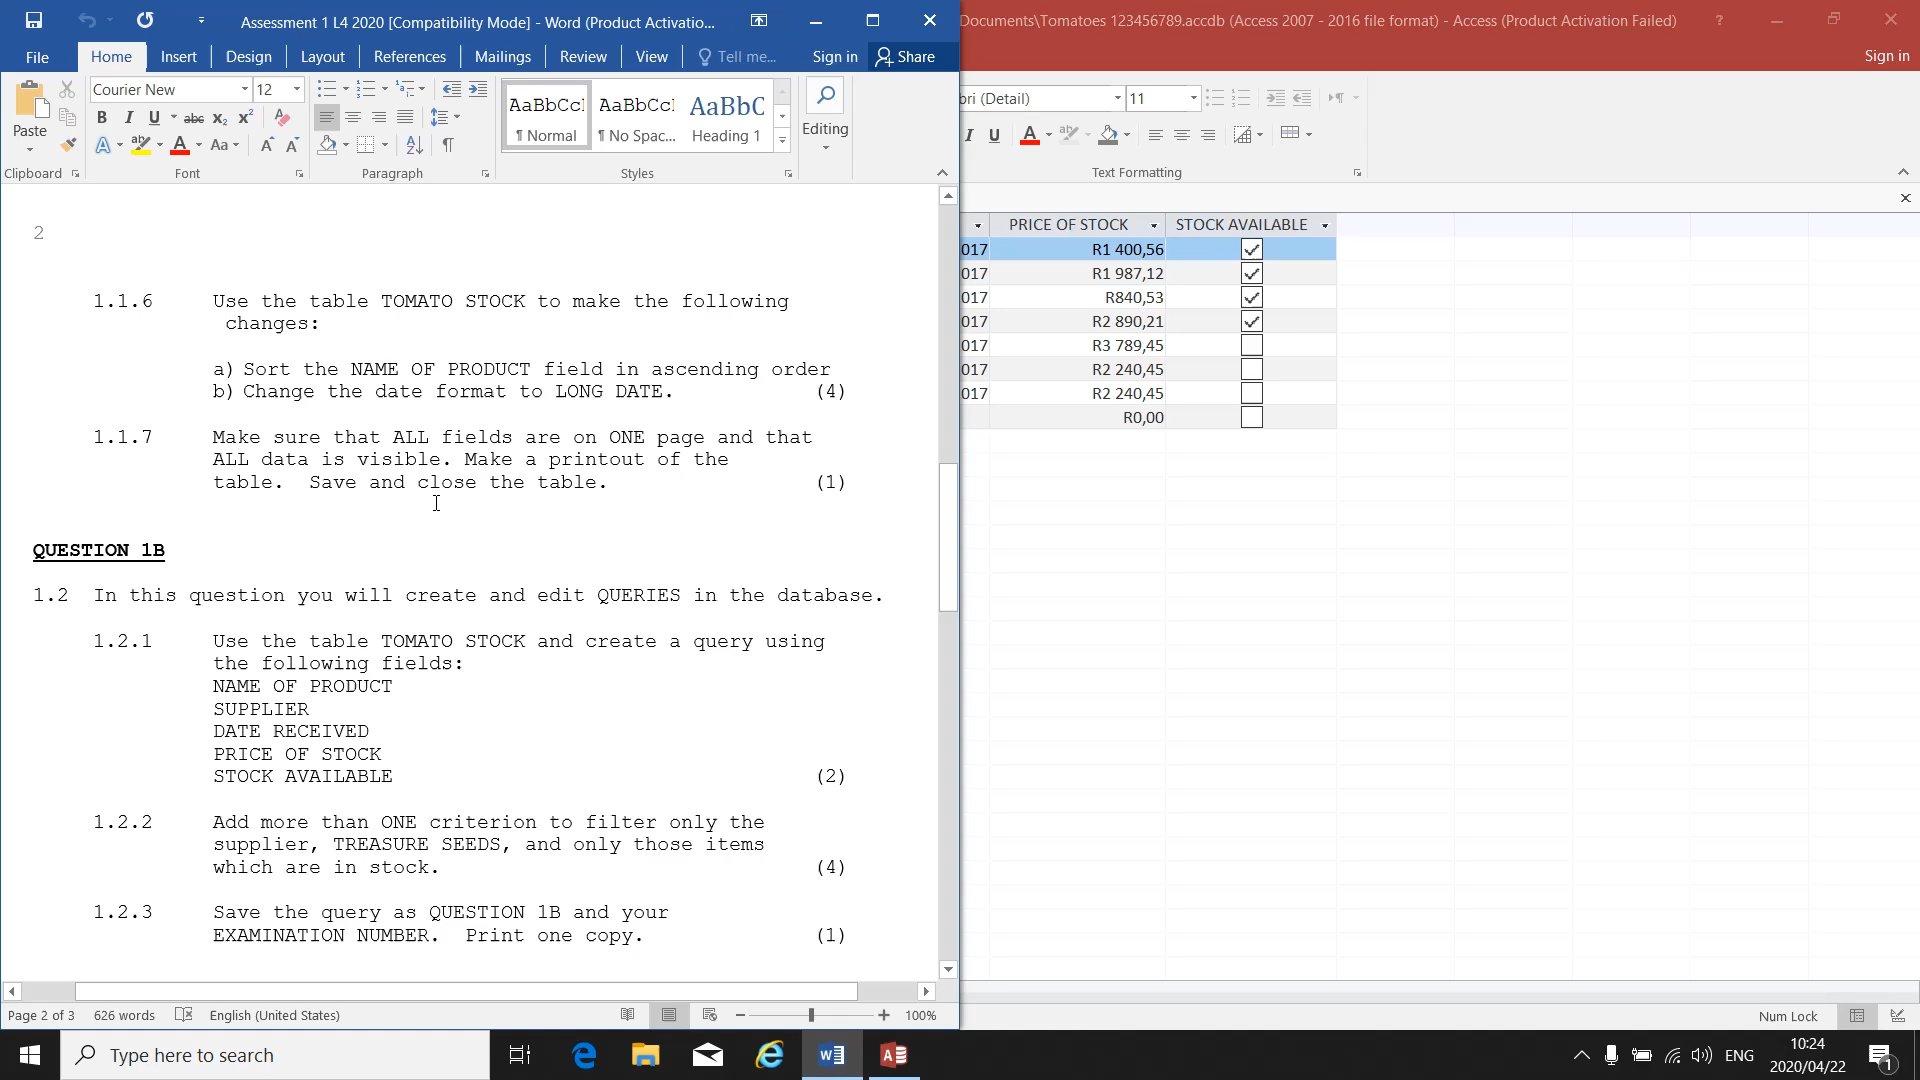 Assessment 1 L4 2020 [Compatibility Mode] - Word (Product Activatio...
Documents\Tomatoes 123456789.accdb (Access 2007 - 2016 file format) - Access (Product Activation Failed)
File Home Insert Design Layout References Mailings Review View Tell me... Sign in Share
Sign in
Courier New 12
bri (Detail) 11
Paste
AaBbCcI AaBbCcI AaBbC
¶ Normal ¶ No Spac... Heading 1
Editing
Clipboard Font Paragraph Styles
Text Formatting
PRICE OF STOCK STOCK AVAILABLE
017 R1 400,56
017 R1 987,12
017 R840,53
017 R2 890,21
017 R3 789,45
017 R2 240,45
017 R2 240,45
R0,00
2
1.1.6 Use the table TOMATO STOCK to make the following
changes:
a) Sort the NAME OF PRODUCT field in ascending order
b) Change the date format to LONG DATE. (4)
1.1.7 Make sure that ALL fields are on ONE page and that
ALL data is visible. Make a printout of the
table. Save and close the table. (1)
QUESTION 1B
1.2 In this question you will create and edit QUERIES in the database.
1.2.1 Use the table TOMATO STOCK and create a query using
the following fields:
NAME OF PRODUCT
SUPPLIER
DATE RECEIVED
PRICE OF STOCK
STOCK AVAILABLE (2)
1.2.2 Add more than ONE criterion to filter only the
supplier, TREASURE SEEDS, and only those items
which are in stock. (4)
1.2.3 Save the query as QUESTION 1B and your
EXAMINATION NUMBER. Print one copy. (1)
Page 2 of 3 626 words English (United States) 100%
Num Lock
Type here to search
ENG
10:24
2020/04/22
1